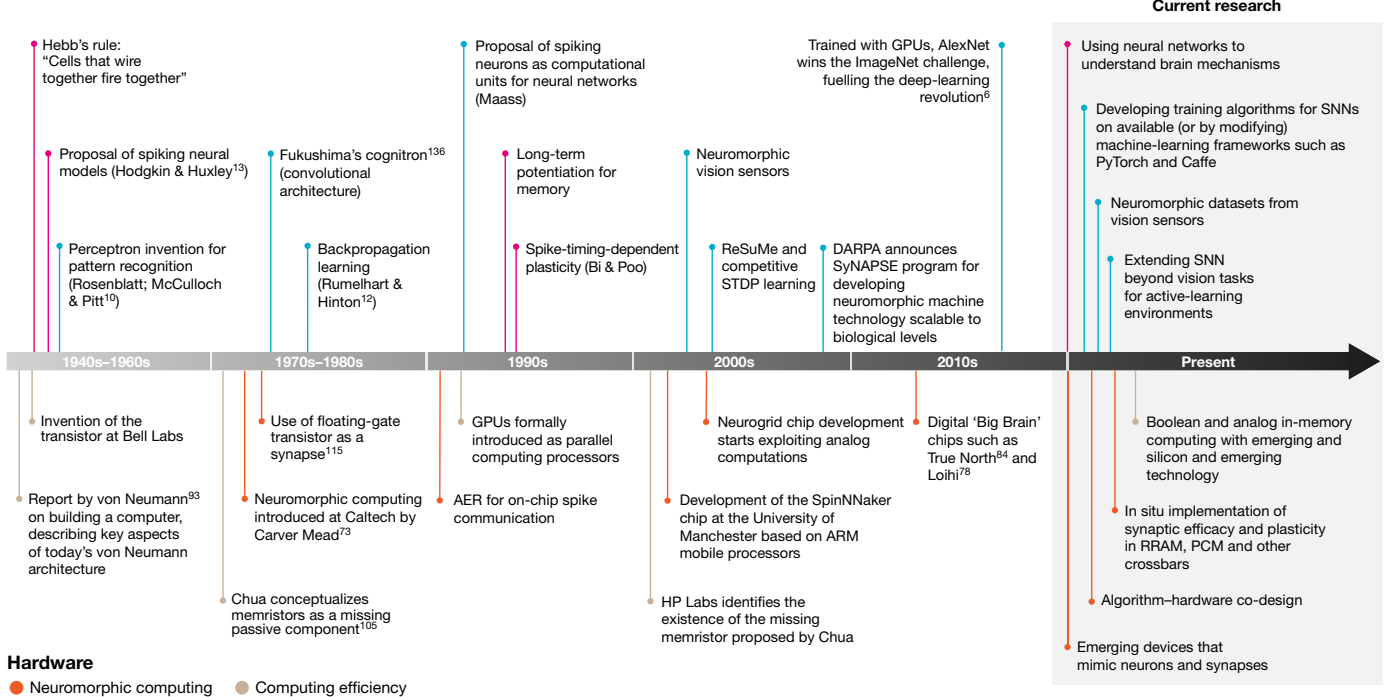 Current research
Hebb's rule:
“Cells that wire
together fire together”
Proposal of spiking neural
models (Hodgkin & Huxley13)
Perceptron invention for
pattern recognition
(Rosenblatt; McCulloch
& Pitt10)
Fukushima's cognitron136
(convolutional
architecture)
Backpropagation
learning
(Rumelhart &
Hinton12)
Proposal of spiking
neurons as computational
units for neural networks
(Maass)
Long-term
potentiation for
memory
Spike-timing-dependent
plasticity (Bi & Poo)
Neuromorphic
vision sensors
ReSuMe and
competitive
STDP learning
DARPA announces
SyNAPSE program for
developing
neuromorphic machine
technology scalable to
biological levels
Trained with GPUs, AlexNet
wins the ImageNet challenge,
fuelling the deep-learning
revolution6
Using neural networks to
understand brain mechanisms
Developing training algorithms for SNNs
on available (or by modifying)
machine-learning frameworks such as
PyTorch and Caffe
Neuromorphic datasets from
vision sensors
Extending SNN
beyond vision tasks
for active-learning
environments
1940s–1960s
1970s–1980s
1990s
2000s
2010s
Present
Invention of the
transistor at Bell Labs
Report by von Neumann93
on building a computer,
describing key aspects
of today's von Neumann
architecture
Use of floating-gate
transistor as a
synapse115
Neuromorphic computing
introduced at Caltech by
Carver Mead73
Chua conceptualizes
memristors as a missing
passive component105
GPUs formally
introduced as parallel
computing processors
AER for on-chip spike
communication
Neurogrid chip development
starts exploiting analog
computations
Development of the SpinNNaker
chip at the University of
Manchester based on ARM
mobile processors
HP Labs identifies the
existence of the missing
memristor proposed by Chua
Digital ‘Big Brain’
chips such as
True North84 and
Loihi78
Boolean and analog in-memory
computing with emerging and
silicon and emerging
technology
In situ implementation of
synaptic efficacy and plasticity
in RRAM, PCM and other
crossbars
Algorithm–hardware co-design
Emerging devices that
mimic neurons and synapses
Hardware
Neuromorphic computing
Computing efficiency